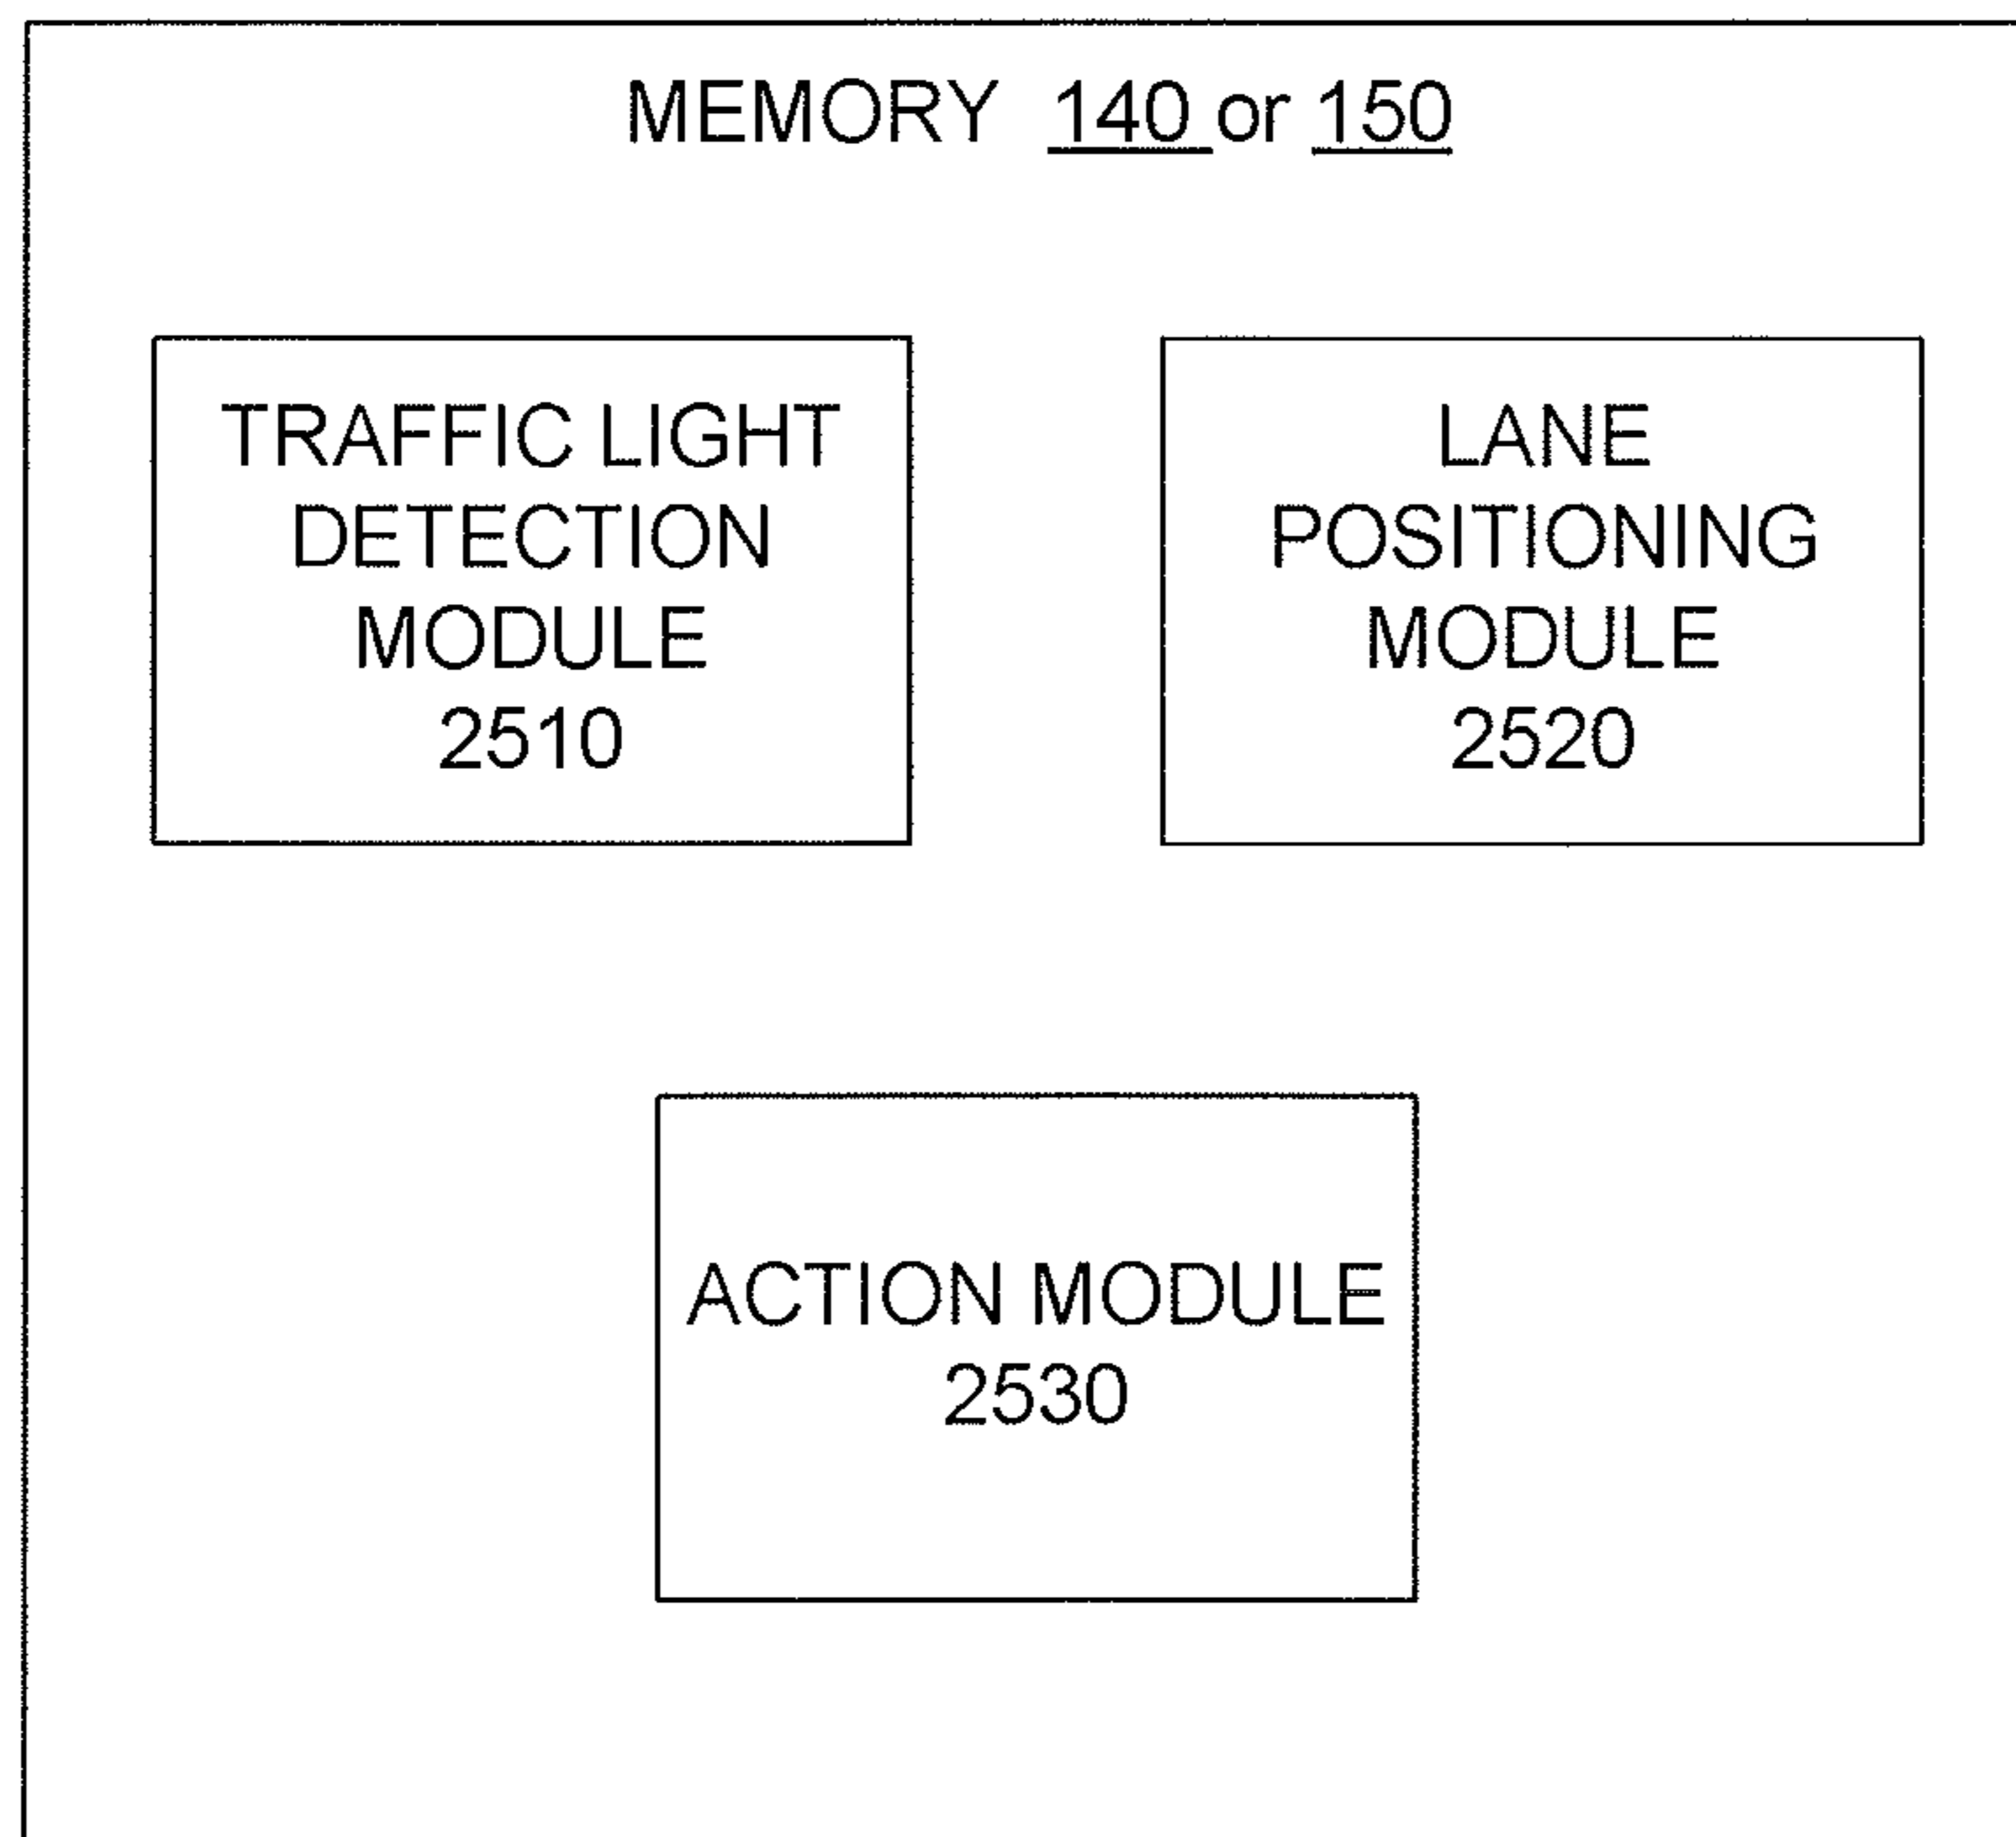 MEMORY 140 or 150
TRAFFIC LIGHT
DETECTION
MODULE
2510
LANE
POSITIONING
MODULE
2520
ACTION MODULE
2530